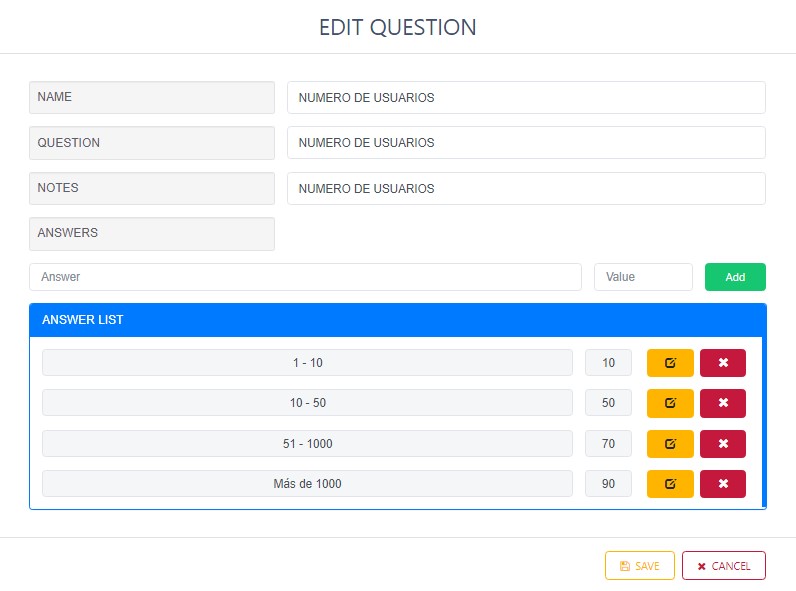 EDIT QUESTION
NAME NUMERO DE USUARIOS
QUESTION NUMERO DE USUARIOS
NOTES NUMERO DE USUARIOS
ANSWERS
Answer Value Add
ANSWER LIST
1 - 10 10
10 - 50 50
51 - 1000 70
Más de 1000 90
SAVE CANCEL